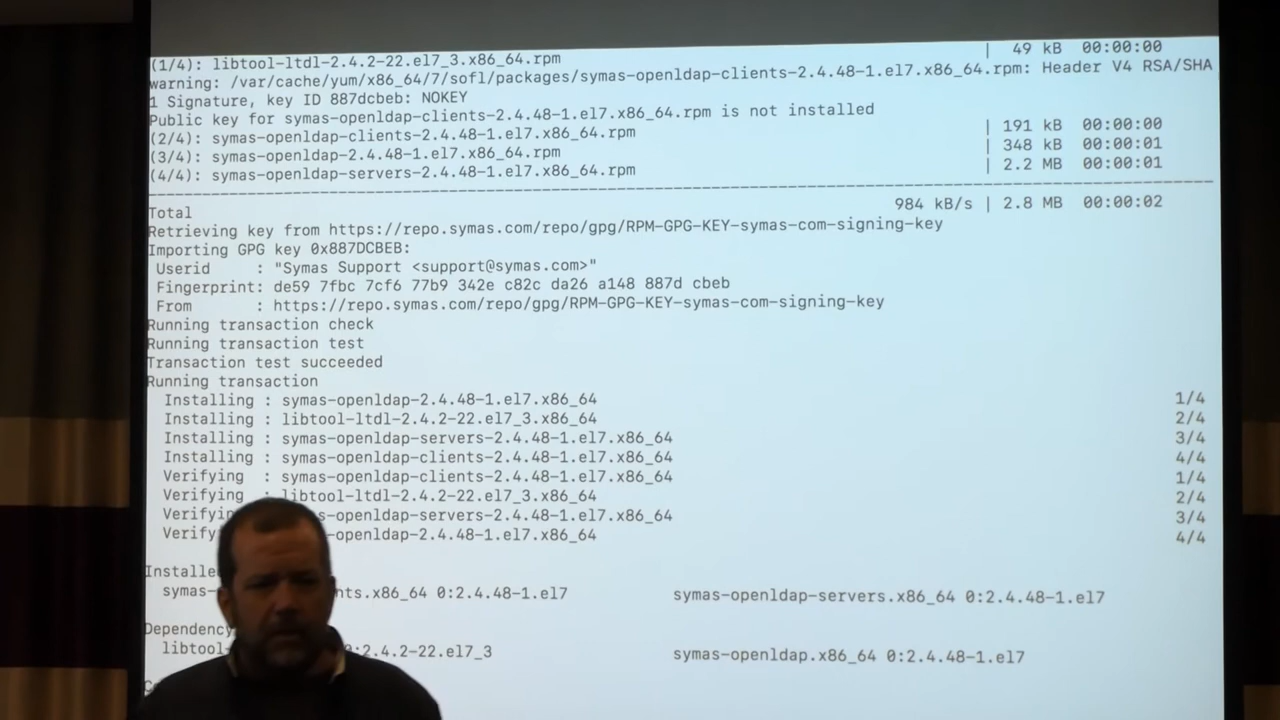 (1/4): libtool-ltdl-2.4.2-22.el7_3.x86_64.rpm | 49 kB 00:00:00
warning: /var/cache/yum/x86_64/7/sofl/packages/symas-openldap-clients-2.4.48-1.el7.x86_64.rpm: Header V4 RSA/SHA
1 Signature, key ID 887dcbeb: NOKEY
Public key for symas-openldap-clients-2.4.48-1.el7.x86_64.rpm is not installed
(2/4): symas-openldap-clients-2.4.48-1.el7.x86_64.rpm | 191 kB 00:00:00
(3/4): symas-openldap-2.4.48-1.el7.x86_64.rpm | 348 kB 00:00:01
(4/4): symas-openldap-servers-2.4.48-1.el7.x86_64.rpm | 2.2 MB 00:00:01
Total 984 kB/s | 2.8 MB 00:00:02
Retrieving key from https://repo.symas.com/repo/gpg/RPM-GPG-KEY-symas-com-signing-key
Importing GPG key 0x887DCBEB:
Userid : "Symas Support <support@symas.com>"
Fingerprint: de59 7fbc 7cf6 77b9 342e c82c da26 a148 887d cbeb
From : https://repo.symas.com/repo/gpg/RPM-GPG-KEY-symas-com-signing-key
Running transaction check
Running transaction test
Transaction test succeeded
Running transaction
Installing : symas-openldap-2.4.48-1.el7.x86_64 1/4
Installing : libtool-ltdl-2.4.2-22.el7_3.x86_64 2/4
Installing : symas-openldap-servers-2.4.48-1.el7.x86_64 3/4
Installing : symas-openldap-clients-2.4.48-1.el7.x86_64 4/4
Verifying : symas-openldap-clients-2.4.48-1.el7.x86_64 1/4
Verifying : libtool-ltdl-2.4.2-22.el7_3.x86_64 2/4
Verifyin s-openldap-servers-2.4.48-1.el7.x86_64 3/4
Verify -openldap-2.4.48-1.el7.x86_64 4/4
Installe
symas- nts.x86_64 0:2.4.48-1.el7 symas-openldap-servers.x86_64 0:2.4.48-1.el7
Dependency
libtool- 0:2.4.2-22.el7_3 symas-openldap.x86_64 0:2.4.48-1.el7